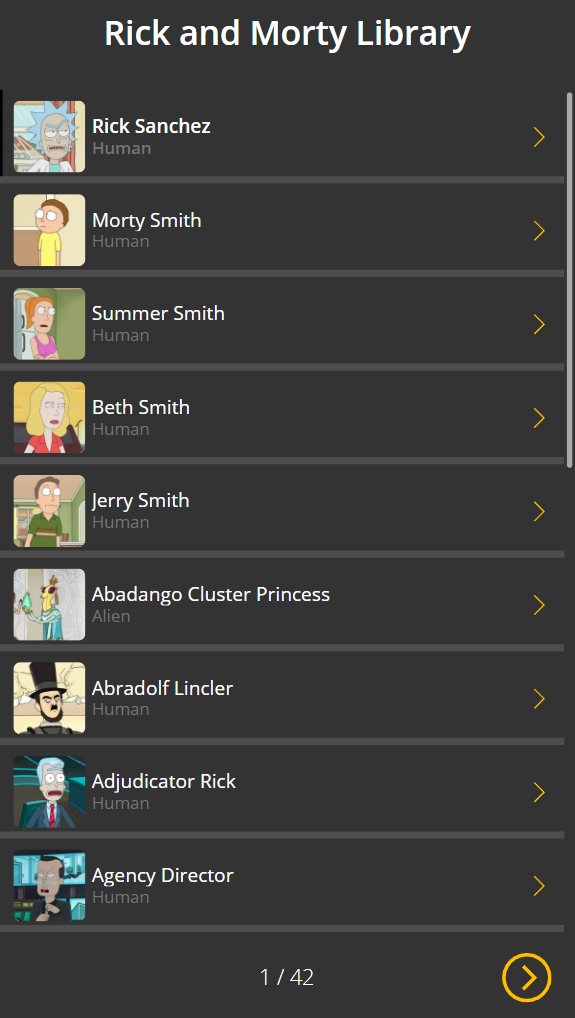 Rick and Morty Library
Rick Sanchez
Human
Morty Smith
Human
Summer Smith
Human
Beth Smith
Human
Jerry Smith
Human
Abadango Cluster Princess
Alien
Abradolf Lincler
Human
Adjudicator Rick
Human
Agency Director
Human
1 / 42